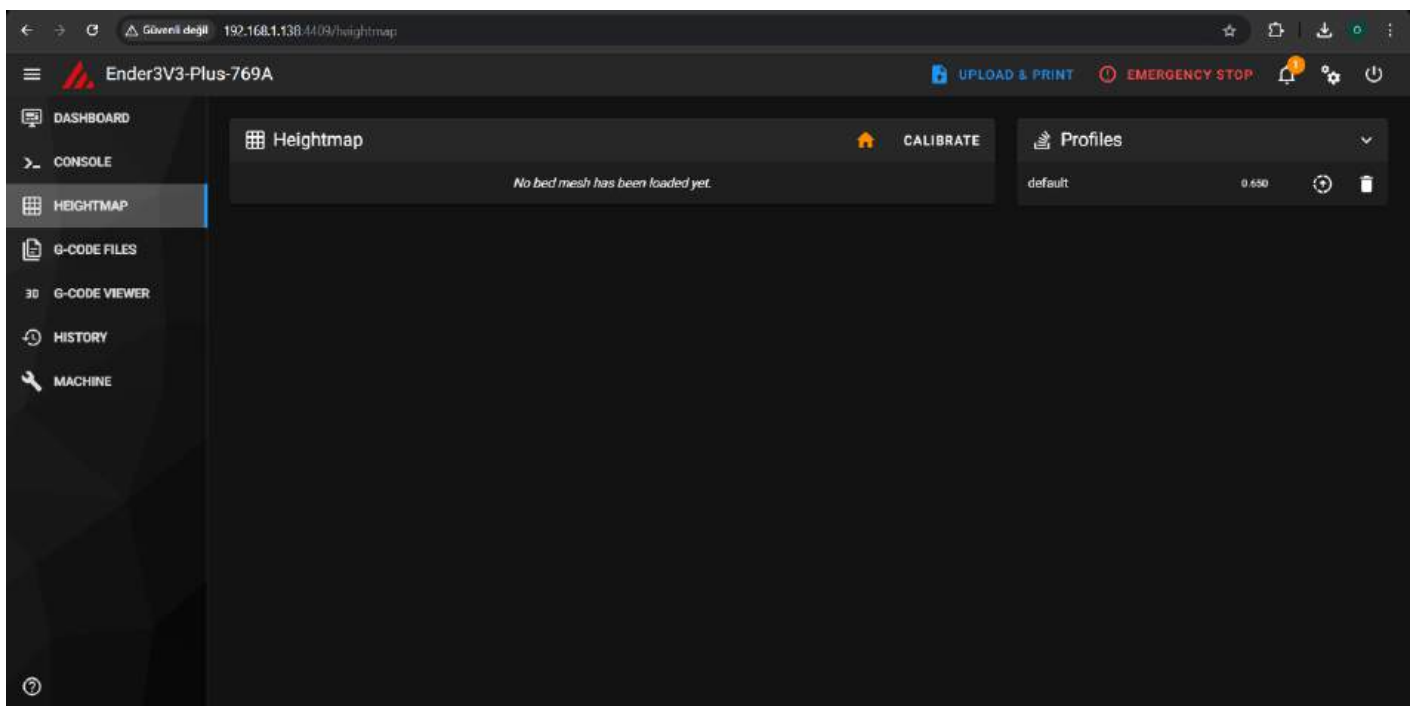 Güvenli değil 192.168.1.138:4409/heightmap
Ender3V3-Plus-769A
UPLOAD & PRINT
EMERGENCY STOP
1
DASHBOARD
CONSOLE
HEIGHTMAP
G-CODE FILES
3D G-CODE VIEWER
HISTORY
MACHINE
Heightmap
CALIBRATE
No bed mesh has been loaded yet.
Profiles
default 0.650